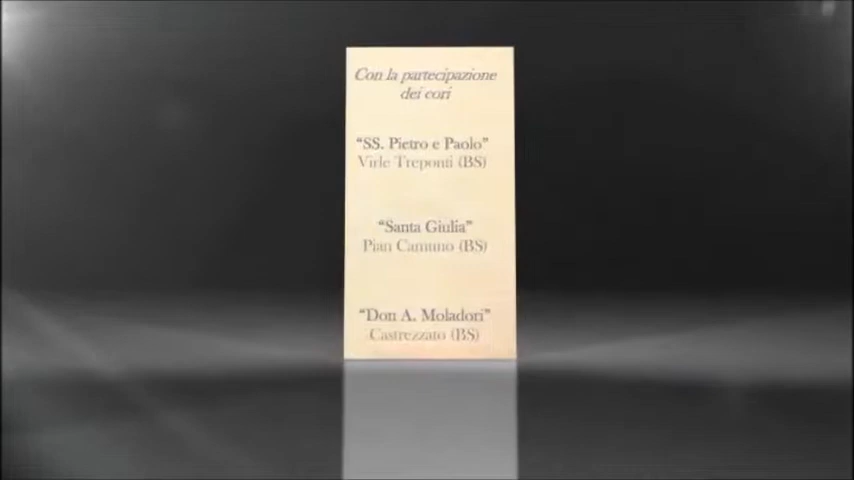 Con la partecipazione
dei cori
“SS. Pietro e Paolo”
Virle Treponti (BS)
“Santa Giulia”
Pian Camuno (BS)
“Don A. Moladori”
Castrezzato (BS)